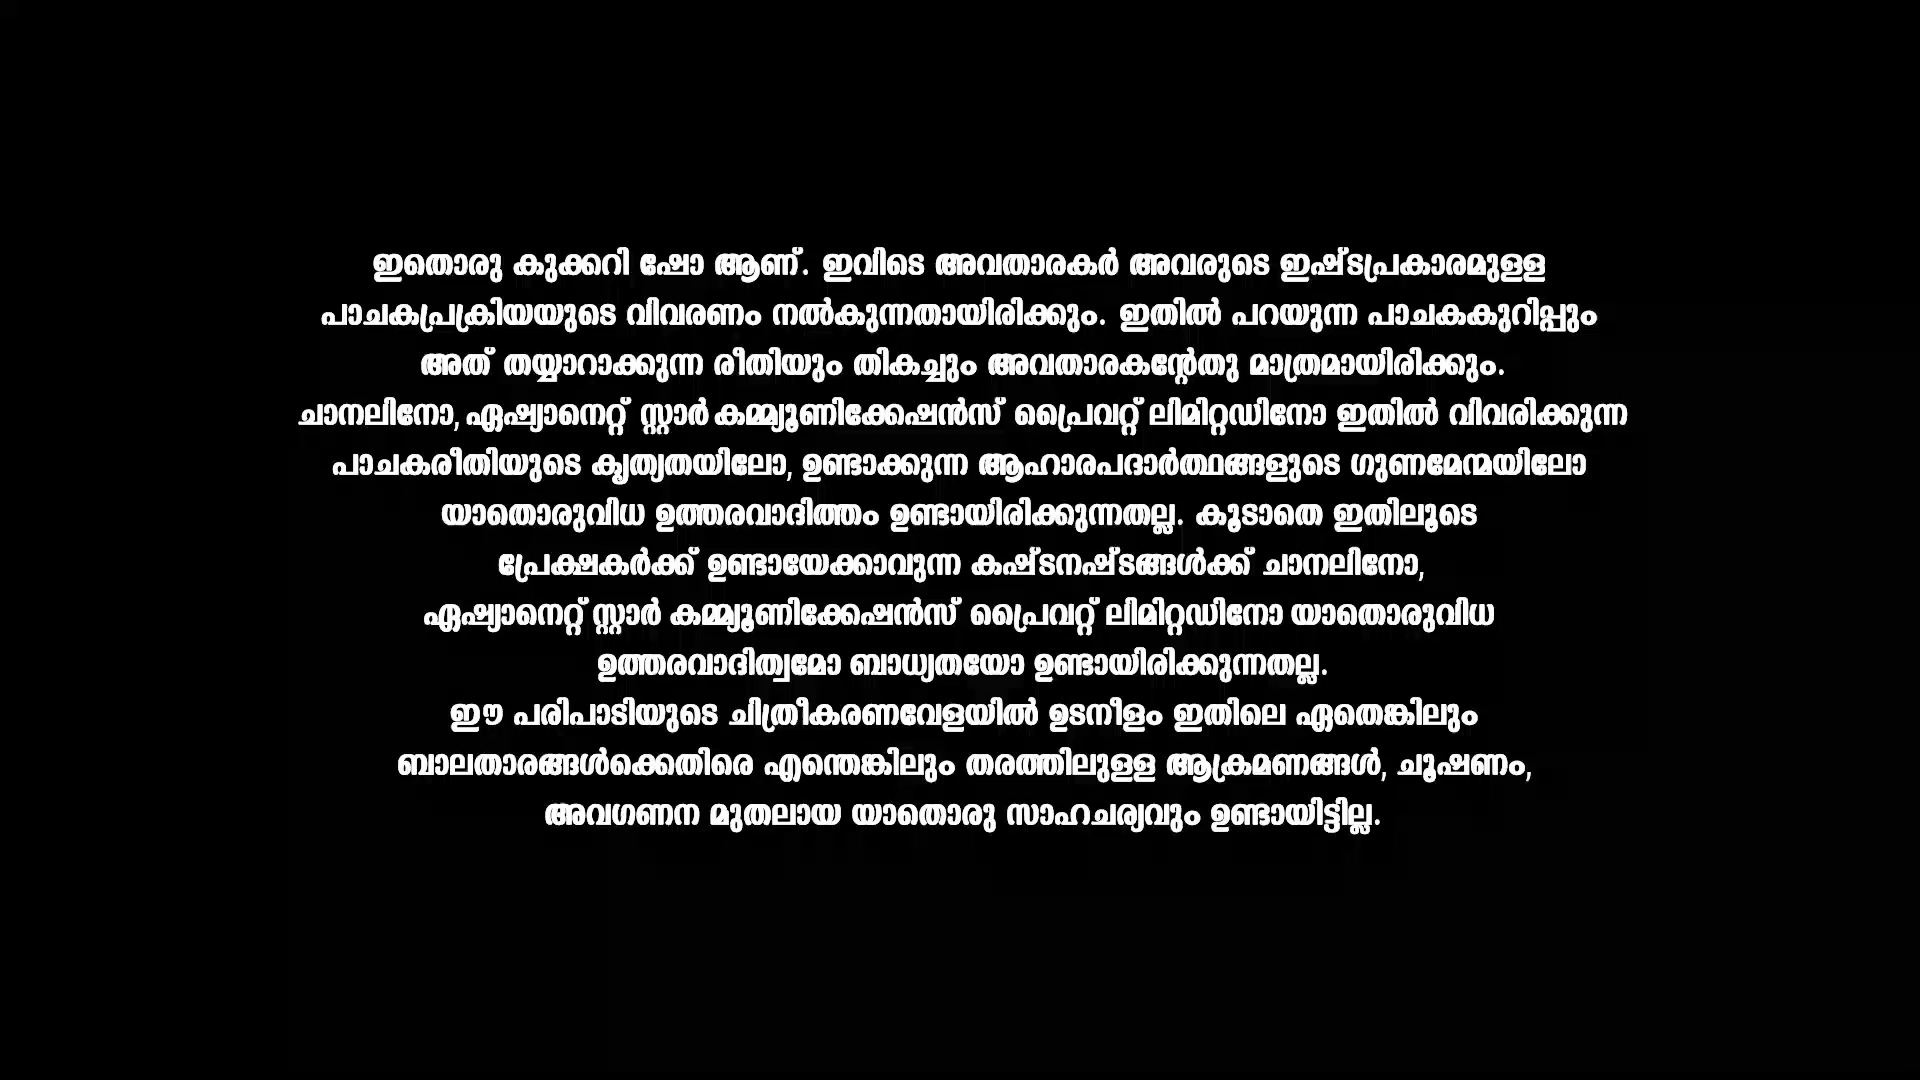 ഇതൊരു കുക്കറി ഷോ ആണ്. ഇവിടെ അവതാരകർ അവരുടെ ഇഷ്ടപ്രകാരമുള്ള
പാചകപ്രക്രിയയുടെ വിവരണം നൽകുന്നതായിരിക്കും. ഇതിൽ പറയുന്ന പാചകകുറിപ്പും
അത് തയ്യാറാക്കുന്ന രീതിയും തികച്ചും അവതാരകന്റേതു മാത്രമായിരിക്കും.
ചാനലിനോ, ഏഷ്യാനെറ്റ് സ്റ്റാർ കമ്മ്യൂണിക്കേഷൻസ് പ്രൈവറ്റ് ലിമിറ്റഡിനോ ഇതിൽ വിവരിക്കുന്ന
പാചകരീതിയുടെ കൃത്യതയിലോ, ഉണ്ടാക്കുന്ന ആഹാരപദാർത്ഥങ്ങളുടെ ഗുണമേന്മയിലോ
യാതൊരുവിധ ഉത്തരവാദിത്തം ഉണ്ടായിരിക്കുന്നതല്ല. കൂടാതെ ഇതിലൂടെ
പ്രേക്ഷകർക്ക് ഉണ്ടായേക്കാവുന്ന കഷ്ടനഷ്ടങ്ങൾക്ക് ചാനലിനോ,
ഏഷ്യാനെറ്റ് സ്റ്റാർ കമ്മ്യൂണിക്കേഷൻസ് പ്രൈവറ്റ് ലിമിറ്റഡിനോ യാതൊരുവിധ
ഉത്തരവാദിത്വമോ ബാധ്യതയോ ഉണ്ടായിരിക്കുന്നതല്ല.
ഈ പരിപാടിയുടെ ചിത്രീകരണവേളയിൽ ഉടനീളം ഇതിലെ ഏതെങ്കിലും
ബാലതാരങ്ങൾക്കെതിരെ എന്തെങ്കിലും തരത്തിലുള്ള ആക്രമണങ്ങൾ, ചൂഷണം,
അവഗണന മുതലായ യാതൊരു സാഹചര്യവും ഉണ്ടായിട്ടില്ല.